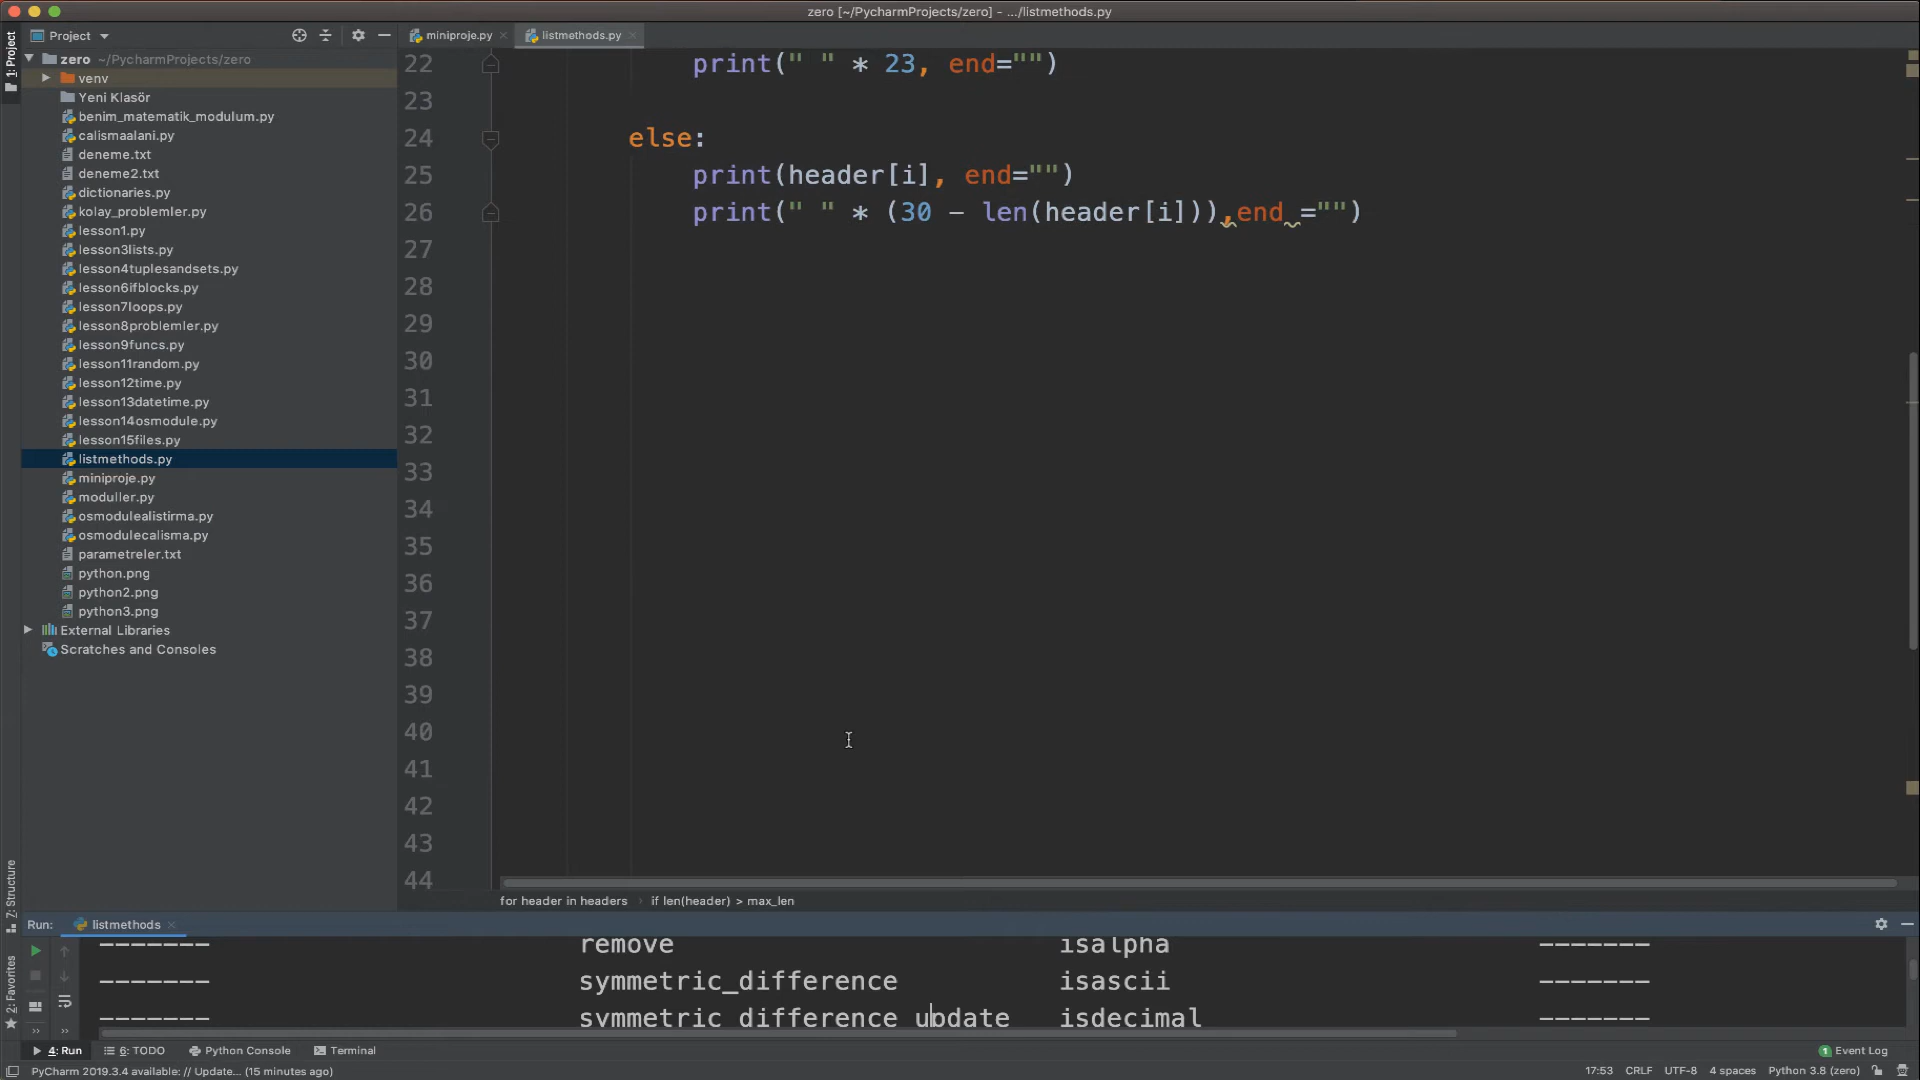 zero [~/PycharmProjects/zero] - .../listmethods.py
1: Project
Project
miniproje.py
listmethods.py
zero ~/PycharmProjects/zero
venv
Yeni Klasör
benim_matematik_modulum.py
calismaalani.py
deneme.txt
deneme2.txt
dictionaries.py
kolay_problemler.py
lesson1.py
lesson3lists.py
lesson4tuplesandsets.py
lesson6ifblocks.py
lesson7loops.py
lesson8problemler.py
lesson9funcs.py
lesson11random.py
lesson12time.py
lesson13datetime.py
lesson14osmodule.py
lesson15files.py
listmethods.py
miniproje.py
moduller.py
osmodulealistirma.py
osmodulecalisma.py
parametreler.txt
python.png
python2.png
python3.png
External Libraries
Scratches and Consoles
22 print(" " * 23, end="")
23
24 else:
25 print(header[i], end="")
26 print(" " * (30 - len(header[i])),end ="")
27
28
29
30
31
32
33
34
35
36
37
38
39
40
41
42
43
44
for header in headers if len(header) > max_len
Run: listmethods
------- remove isalpha -------
------- symmetric_difference isascii -------
------- symmetric_difference_update isdecimal -------
7: Structure
2: Favorites
4: Run 6: TODO Python Console Terminal
1 Event Log
PyCharm 2019.3.4 available: // Update... (15 minutes ago)
17:53 CRLF UTF-8 4 spaces Python 3.8 (zero)